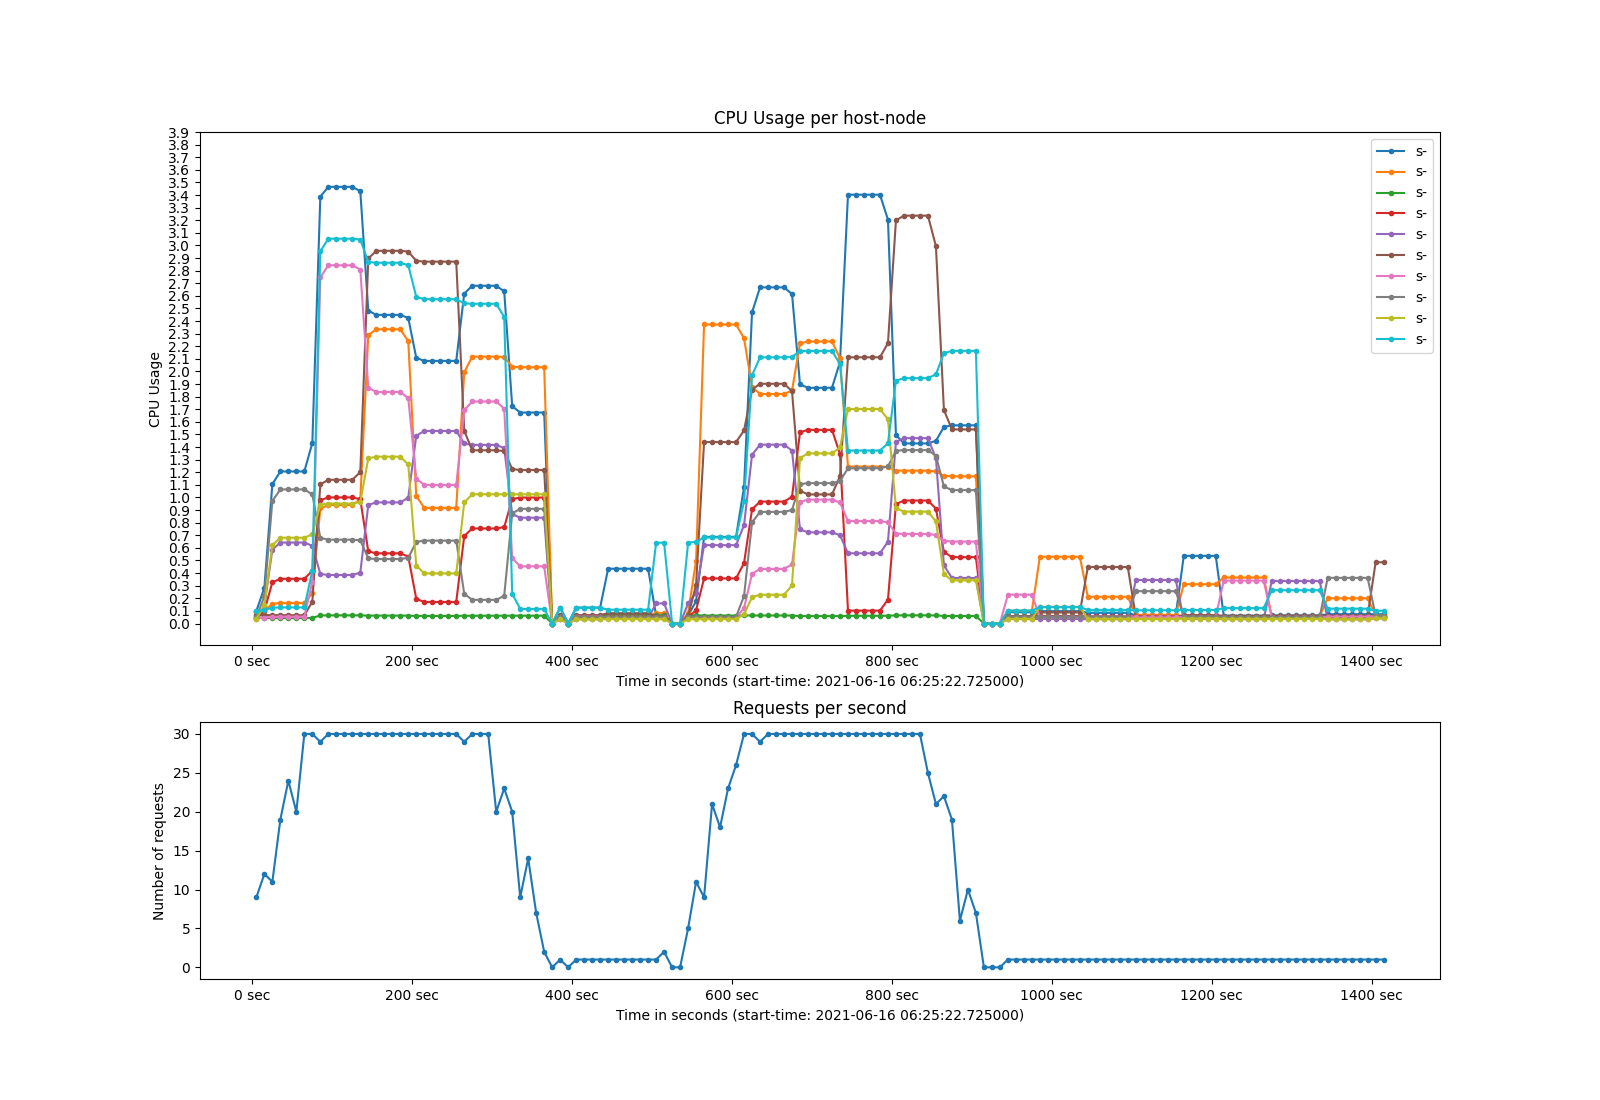 CPU Usage per host-node
3.9
3.8
3.7
3.6
3.5
3.4
3.3
3.2
3.1
3.0
2.9
2.8
2.7
2.6
2.5
2.4
2.3
2.2
2.1
2.0
1.9
1.8
1.7
1.6
1.5
1.4
1.3
1.2
1.1
1.0
0.9
0.8
0.7
0.6
0.5
0.4
0.3
0.2
0.1
0.0
CPU Usage
s-
s-
s-
s-
s-
s-
s-
s-
s-
s-
0 sec 200 sec 400 sec 600 sec 800 sec 1000 sec 1200 sec 1400 sec
Time in seconds (start-time: 2021-06-16 06:25:22.725000)
Requests per second
30
25
20
15
10
5
0
Number of requests
0 sec 200 sec 400 sec 600 sec 800 sec 1000 sec 1200 sec 1400 sec
Time in seconds (start-time: 2021-06-16 06:25:22.725000)